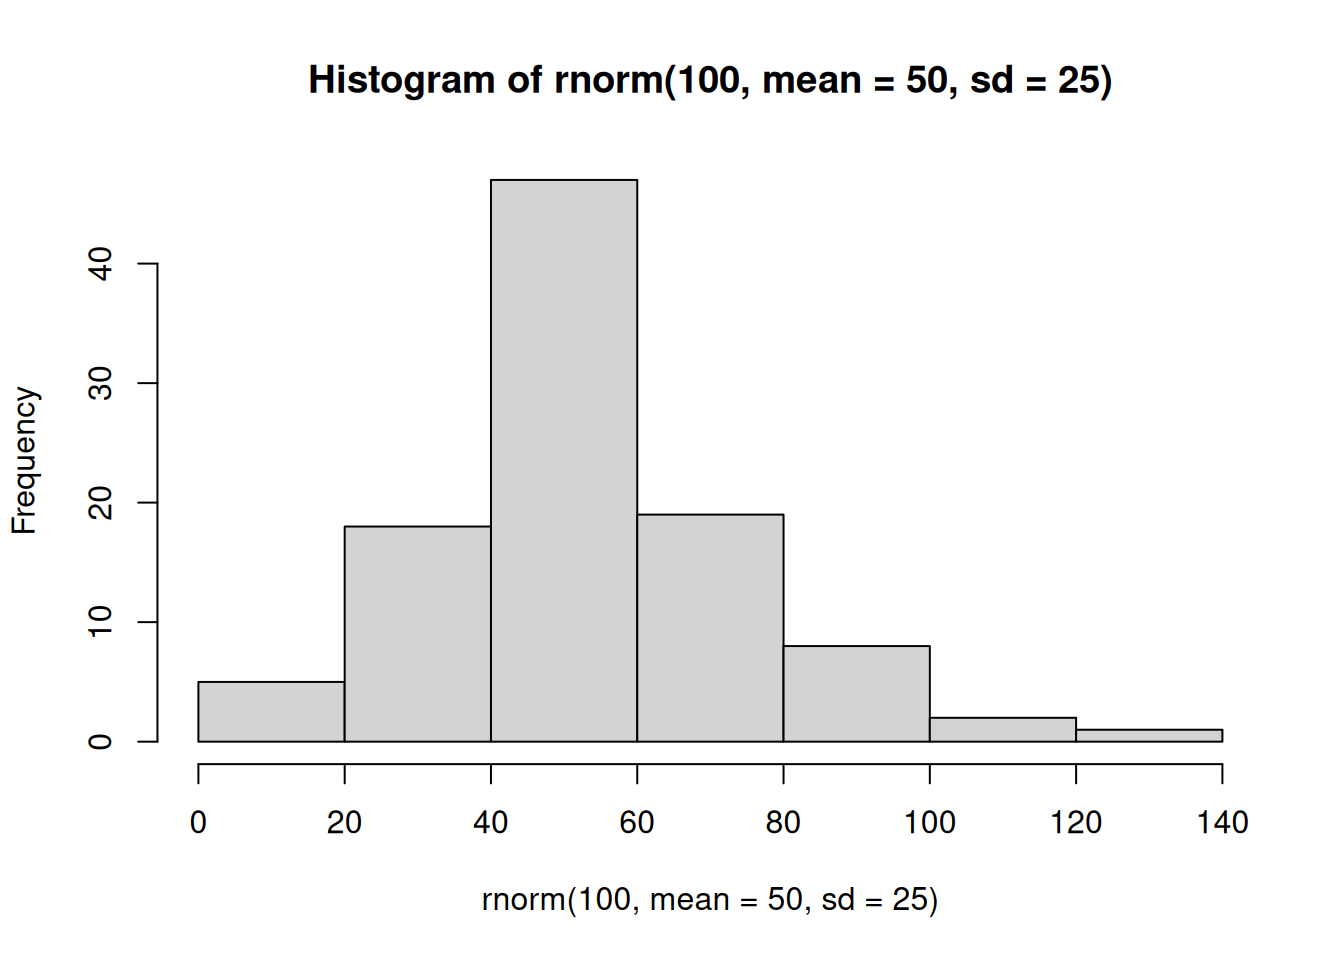 Histogram of rnorm(100, mean = 50, sd = 25)
Frequency
40
30
20
10
0
0 20 40 60 80 100 120 140
rnorm(100, mean = 50, sd = 25)